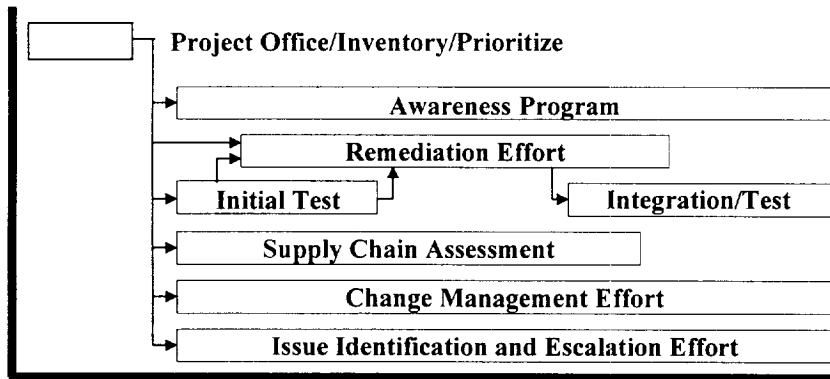 Project Office/Inventory/Prioritize
Awareness Program
Remediation Effort
Initial Test
Integration/Test
Supply Chain Assessment
Change Management Effort
Issue Identification and Escalation Effort